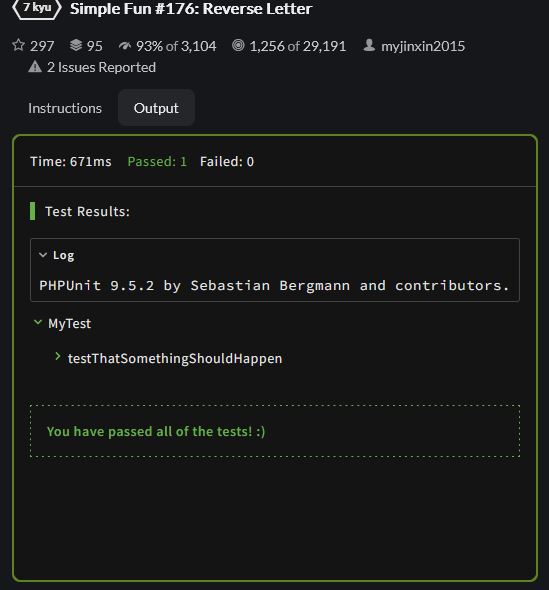 7 kyu Simple Fun #176: Reverse Letter
297 95 93% of 3,104 1,256 of 29,191 myjinxin2015
2 Issues Reported
Instructions Output
Time: 671ms Passed: 1 Failed: 0
Test Results:
Log
PHPUnit 9.5.2 by Sebastian Bergmann and contributors.
MyTest
testThatSomethingShouldHappen
You have passed all of the tests! :)